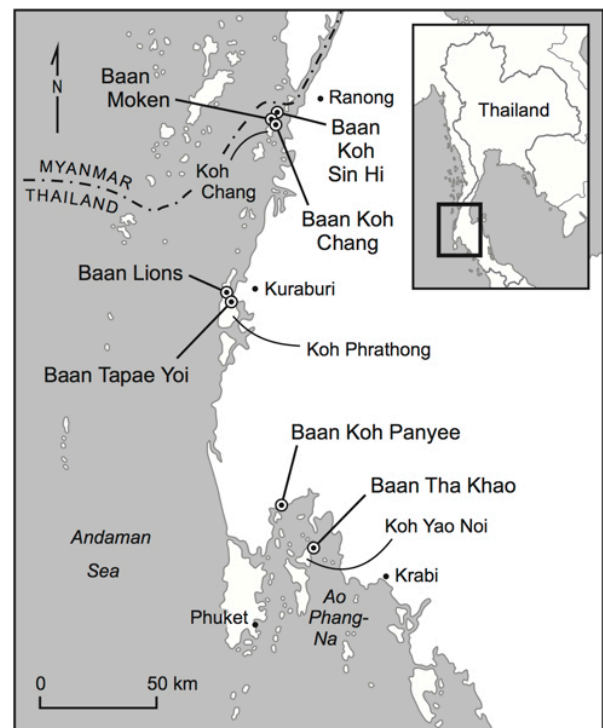 N
Baan
Moken
Ranong
Baan
Koh
Sin Hi
Koh
Chang
MYANMAR
THAILAND
Baan Koh
Chang
Thailand
Baan Lions
Kuraburi
Koh Phrathong
Baan Tapae Yoi
Baan Koh Panyee
Baan Tha Khao
Koh Yao Noi
Andaman
Sea
Krabi
Ao
Phang-
Na
Phuket
0 50 km